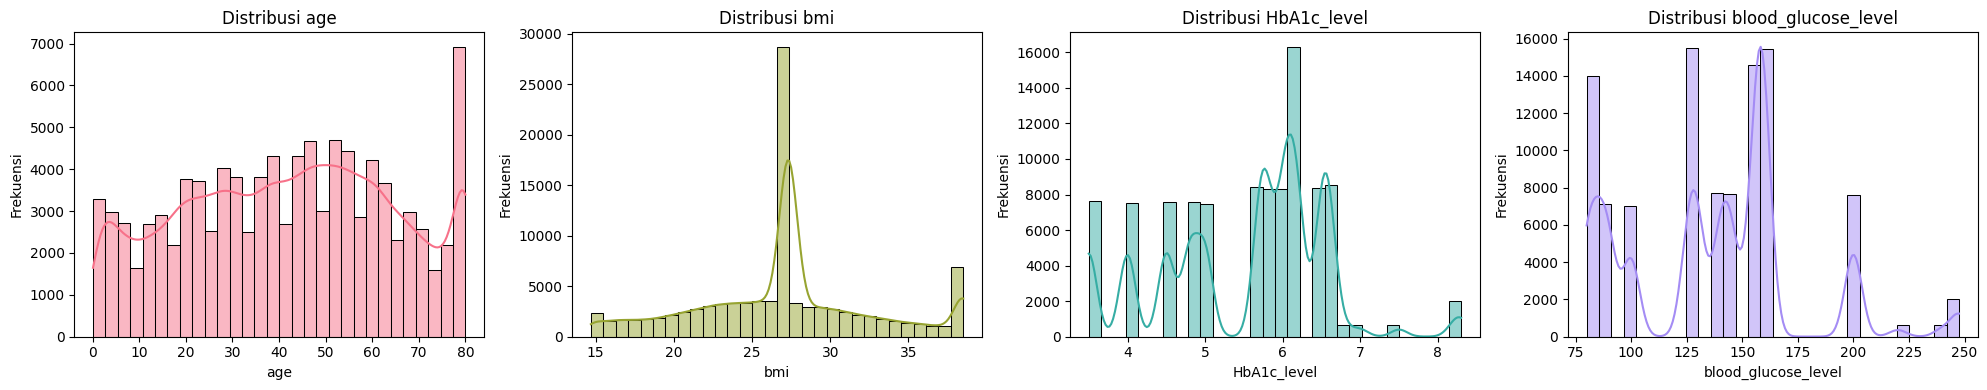 Distribusi age
7000
6000
5000
4000
3000
2000
1000
0
Frekuensi
0 10 20 30 40 50 60 70 80
age
Distribusi bmi
30000
25000
20000
15000
10000
5000
0
Frekuensi
15 20 25 30 35
bmi
Distribusi HbA1c_level
16000
14000
12000
10000
8000
6000
4000
2000
0
Frekuensi
4 5 6 7 8
HbA1c_level
Distribusi blood_glucose_level
16000
14000
12000
10000
8000
6000
4000
2000
0
Frekuensi
75 100 125 150 175 200 225 250
blood_glucose_level